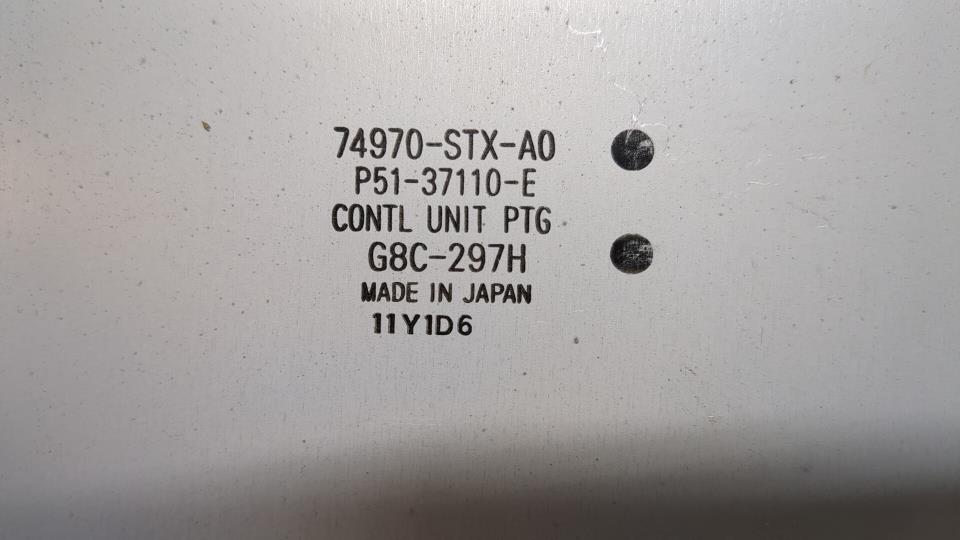 74970-STX-A0
P51-37110-E
CONTL UNIT PTG
G8C-297H
MADE IN JAPAN
11Y1D6